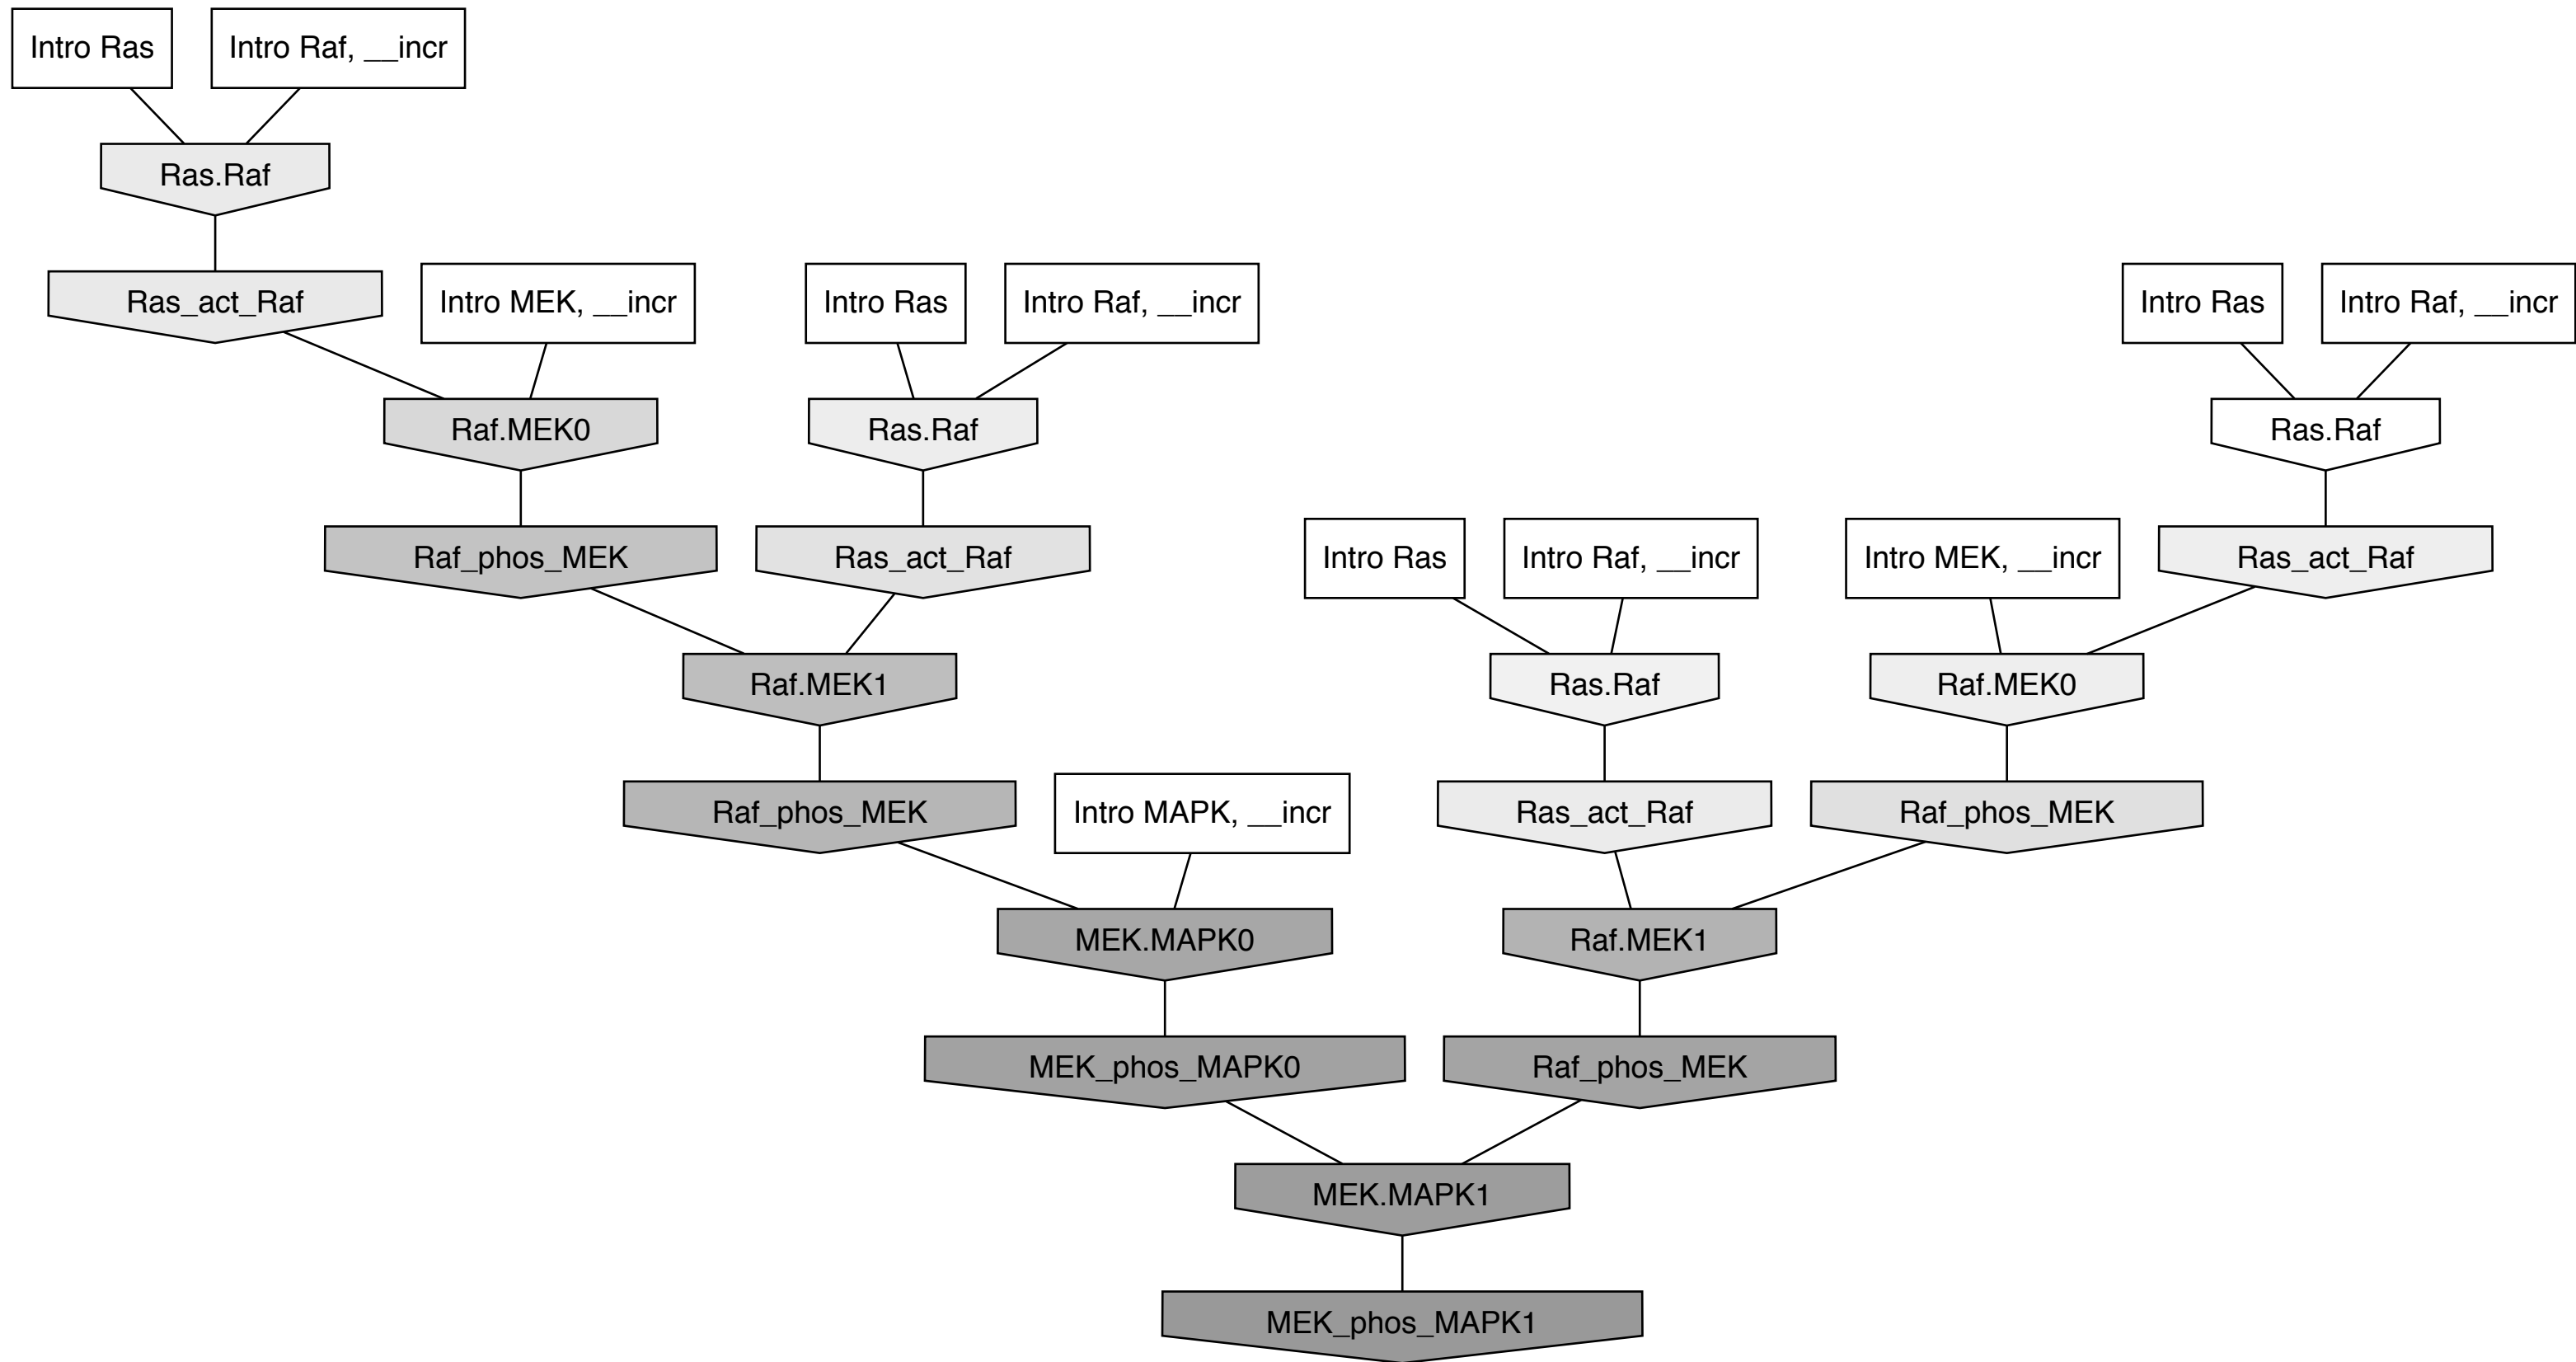 Intro Ras
Intro Raf, __incr
Ras.Raf
Ras_act_Raf
Intro MEK, __incr
Intro Ras
Intro Raf, __incr
Intro Ras
Intro Raf, __incr
Raf.MEK0
Ras.Raf
Ras.Raf
Raf_phos_MEK
Ras_act_Raf
Intro Ras
Intro Raf, __incr
Intro MEK, __incr
Ras_act_Raf
Raf.MEK1
Ras.Raf
Raf.MEK0
Raf_phos_MEK
Intro MAPK, __incr
Ras_act_Raf
Raf_phos_MEK
MEK.MAPK0
Raf.MEK1
MEK_phos_MAPK0
Raf_phos_MEK
MEK.MAPK1
MEK_phos_MAPK1